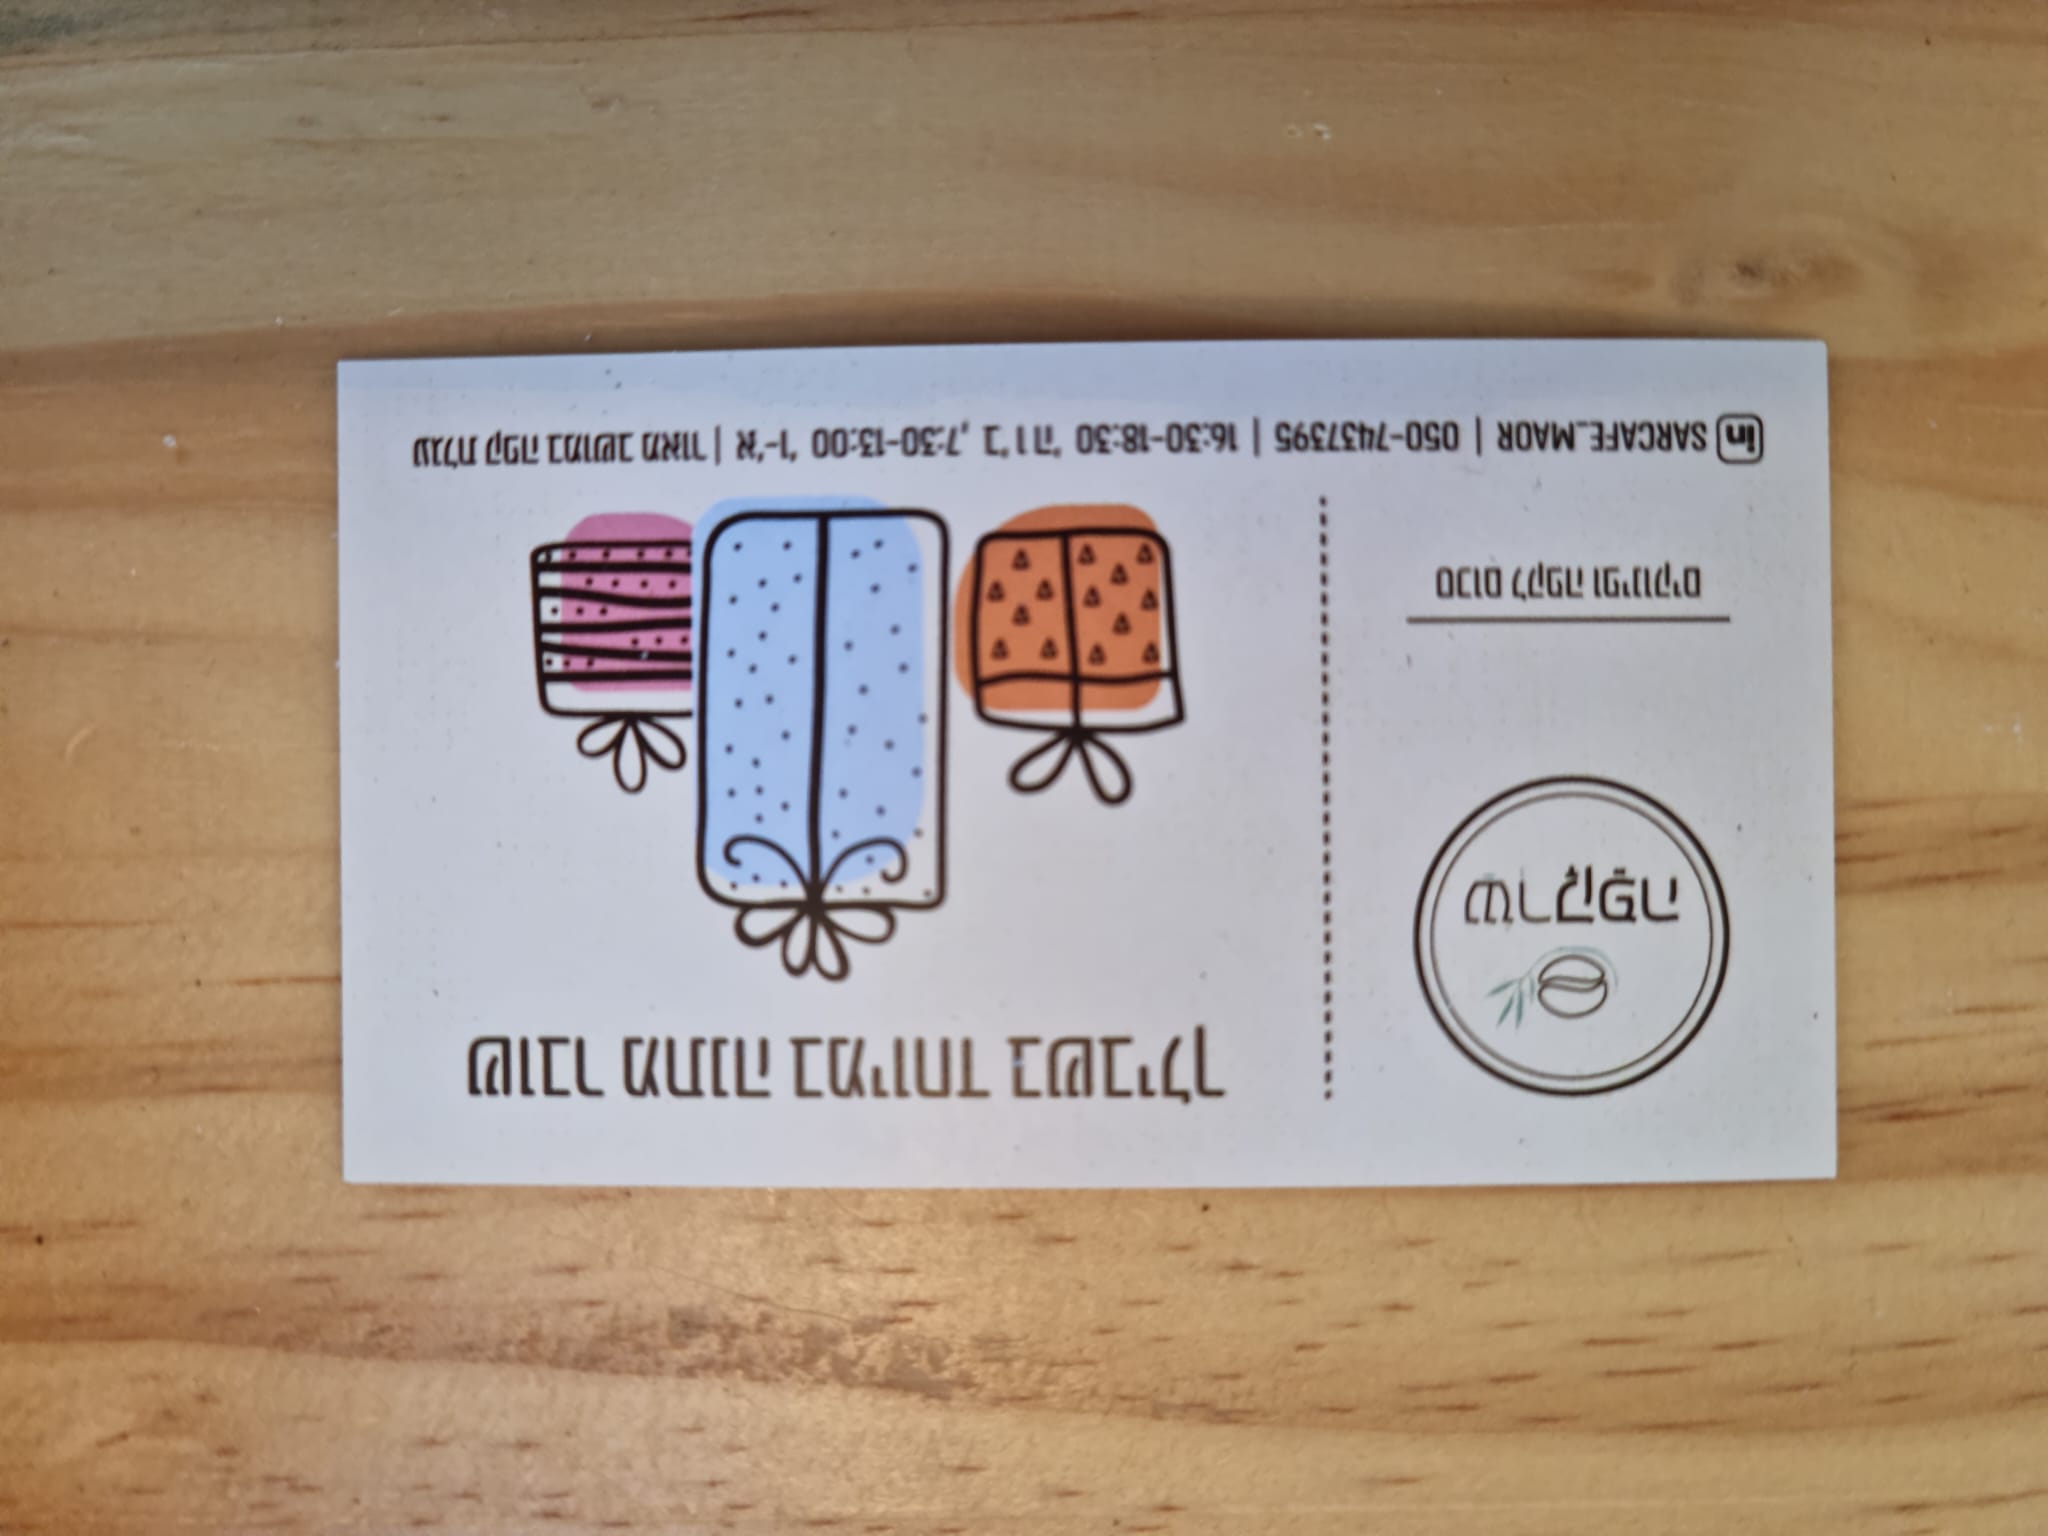 שובר מתנה במיוחד בשבילך
שַׂרְקָפֶה
סכום לקפה ופינוקים
עגלת קפה במושב מאור | א'-ו' 7:30-13:00, ב' ו ה' 16:30-18:30 | 050-7437395 | SARCAFE_MAOR in